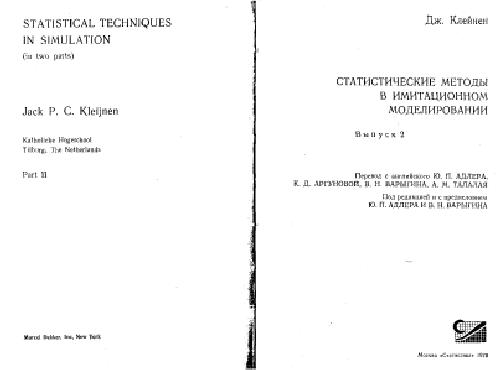 STATISTICAL TECHNIQUES
IN SIMULATION
(in two parts)
Jack P. C. Kleijnen
Katholieke Hogeschool
Tilburg, The Netherlands
Part II
Marcel Dekker, Inc, New York
Дж. Клейнен
СТАТИСТИЧЕСКИЕ МЕТОДЫ
В ИМИТАЦИОННОМ
МОДЕЛИРОВАНИИ
Выпуск 2
Перевод с английского Ю. П. АДЛЕРА,
К. Д. АРГУНОВОЙ, В. Н. ВАРЫГИНА, А. М. ТАЛАЛАЯ
Под редакцией и с предисловием
Ю. П. АДЛЕРА И В. Н. ВАРЫГИНА
Москва «Статистика» 1978